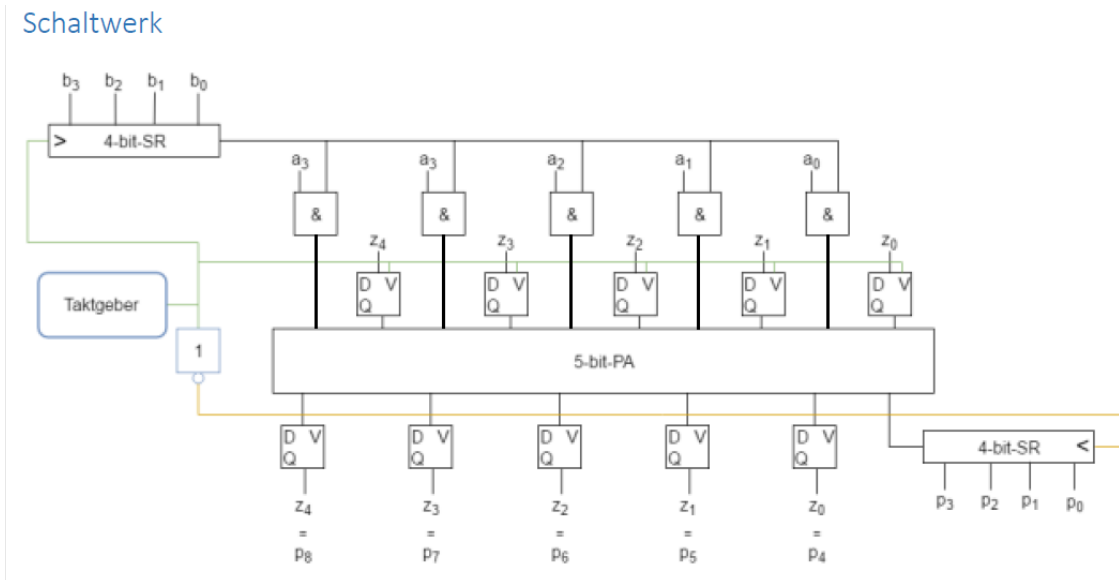 Schaltwerk
b3 b2 b1 b0
> 4-bit-SR
a3 a3 a2 a1 a0
& & & & &
z4 z3 z2 z1 z0
D V D V D V D V D V
Q Q Q Q Q
Taktgeber
1
5-bit-PA
D V D V D V D V D V
Q Q Q Q Q
4-bit-SR <
p3 p2 p1 p0
z4 z3 z2 z1 z0
= = = = =
p8 p7 p6 p5 p4